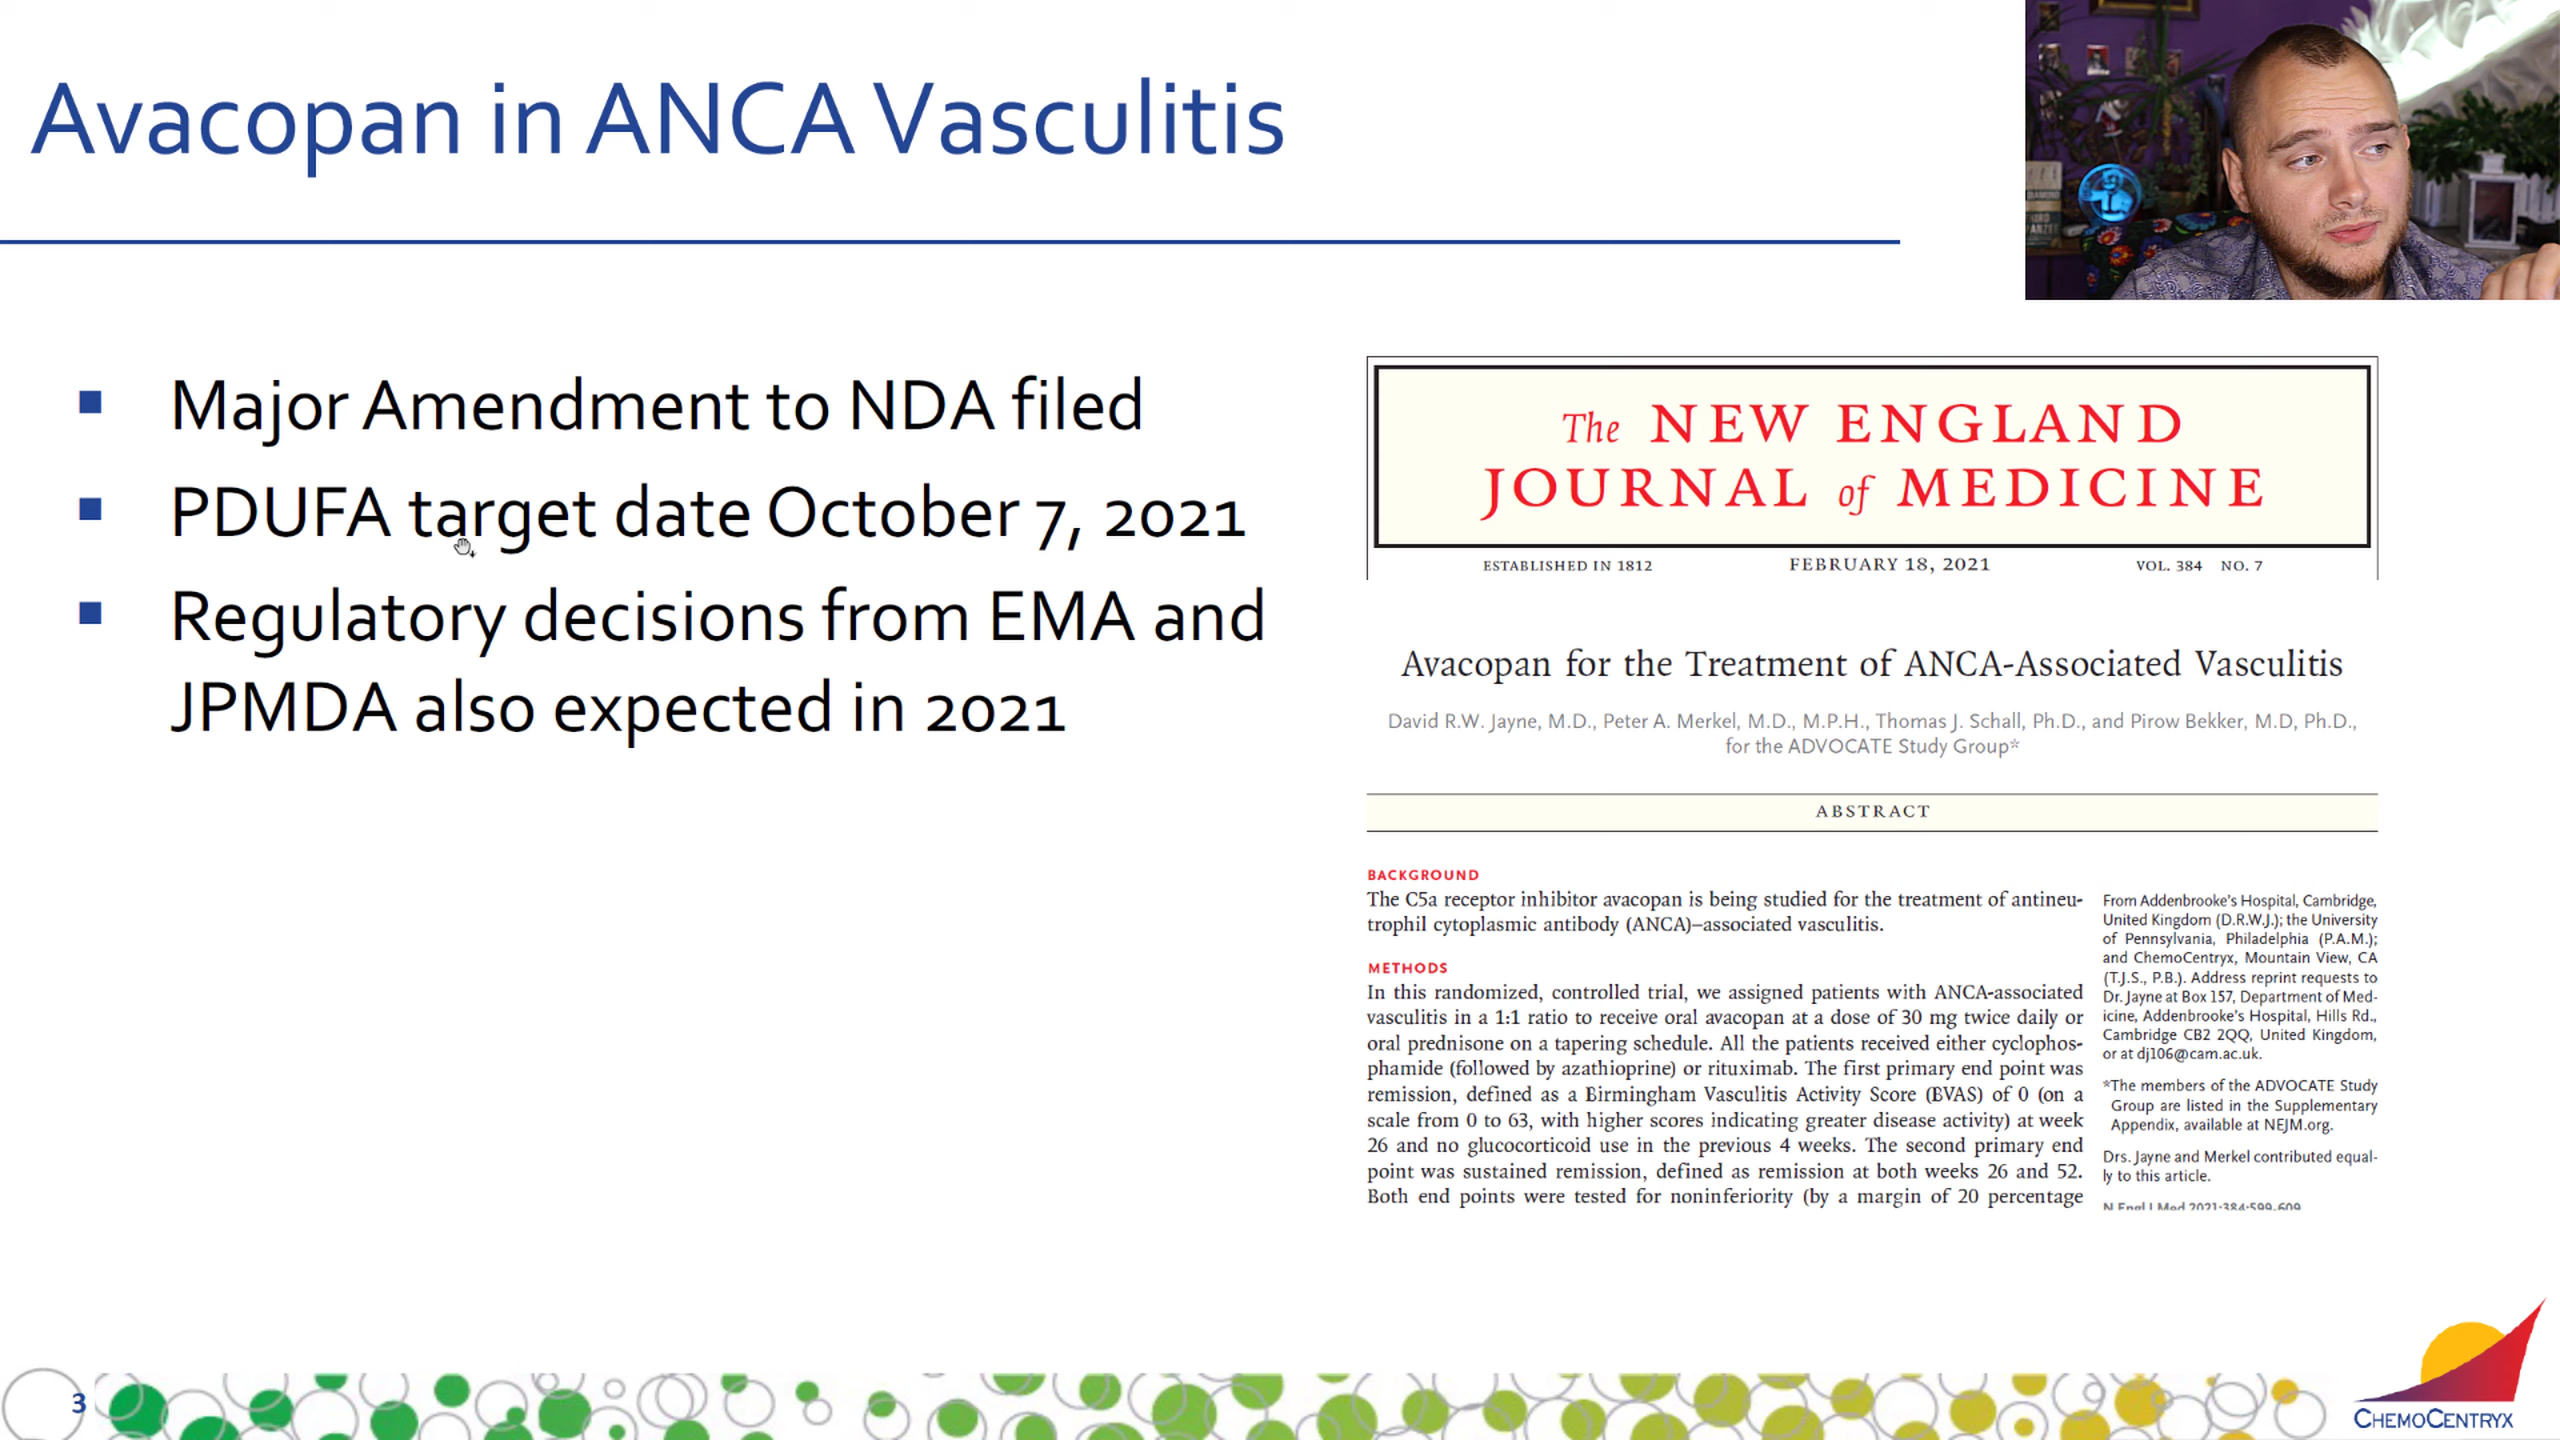 Avacopan in ANCA Vasculitis
Major Amendment to NDA filed
PDUFA target date October 7, 2021
Regulatory decisions from EMA and
JPMDA also expected in 2021
The NEW ENGLAND
JOURNAL of MEDICINE
ESTABLISHED IN 1812 FEBRUARY 18, 2021 VOL. 384 NO. 7
Avacopan for the Treatment of ANCA-Associated Vasculitis
David R.W. Jayne, M.D., Peter A. Merkel, M.D., M.P.H., Thomas J. Schall, Ph.D., and Pirow Bekker, M.D, Ph.D.,
for the ADVOCATE Study Group*
ABSTRACT
BACKGROUND
The C5a receptor inhibitor avacopan is being studied for the treatment of antineu-
trophil cytoplasmic antibody (ANCA)–associated vasculitis.
METHODS
In this randomized, controlled trial, we assigned patients with ANCA-associated
vasculitis in a 1:1 ratio to receive oral avacopan at a dose of 30 mg twice daily or
oral prednisone on a tapering schedule. All the patients received either cyclophos-
phamide (followed by azathioprine) or rituximab. The first primary end point was
remission, defined as a Birmingham Vasculitis Activity Score (BVAS) of 0 (on a
scale from 0 to 63, with higher scores indicating greater disease activity) at week
26 and no glucocorticoid use in the previous 4 weeks. The second primary end
point was sustained remission, defined as remission at both weeks 26 and 52.
Both end points were tested for noninferiority (by a margin of 20 percentage
From Addenbrooke's Hospital, Cambridge,
United Kingdom (D.R.W.J.); the University
of Pennsylvania, Philadelphia (P.A.M.);
and ChemoCentryx, Mountain View, CA
(T.J.S., P.B.). Address reprint requests to
Dr. Jayne at Box 157, Department of Med-
icine, Addenbrooke's Hospital, Hills Rd.,
Cambridge CB2 2QQ, United Kingdom,
or at dj106@cam.ac.uk.
*The members of the ADVOCATE Study
Group are listed in the Supplementary
Appendix, available at NEJM.org.
Drs. Jayne and Merkel contributed equal-
ly to this article.
N Engl J Med 2021;384:599-609.
3
CHEMOCENTRYX